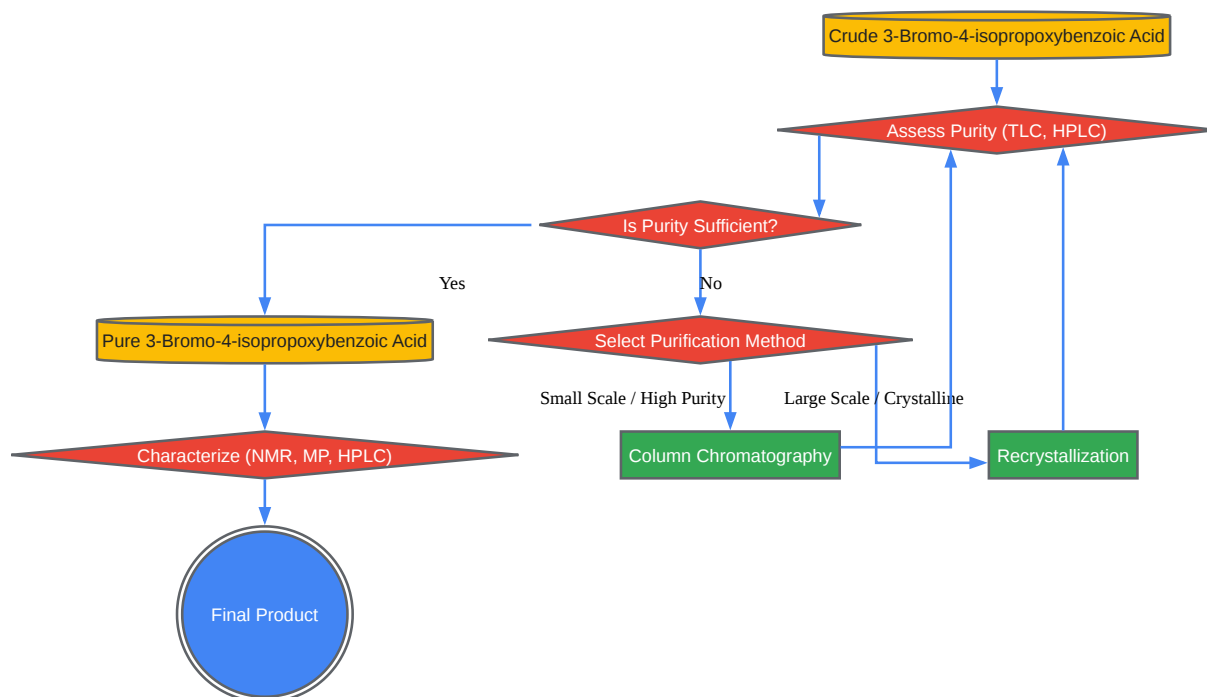 Crude 3-Bromo-4-isopropoxybenzoic Acid
Assess Purity (TLC, HPLC)
Is Purity Sufficient?
Yes
No
Pure 3-Bromo-4-isopropoxybenzoic Acid
Select Purification Method
Small Scale / High Purity
Large Scale / Crystalline
Characterize (NMR, MP, HPLC)
Column Chromatography
Recrystallization
Final Product